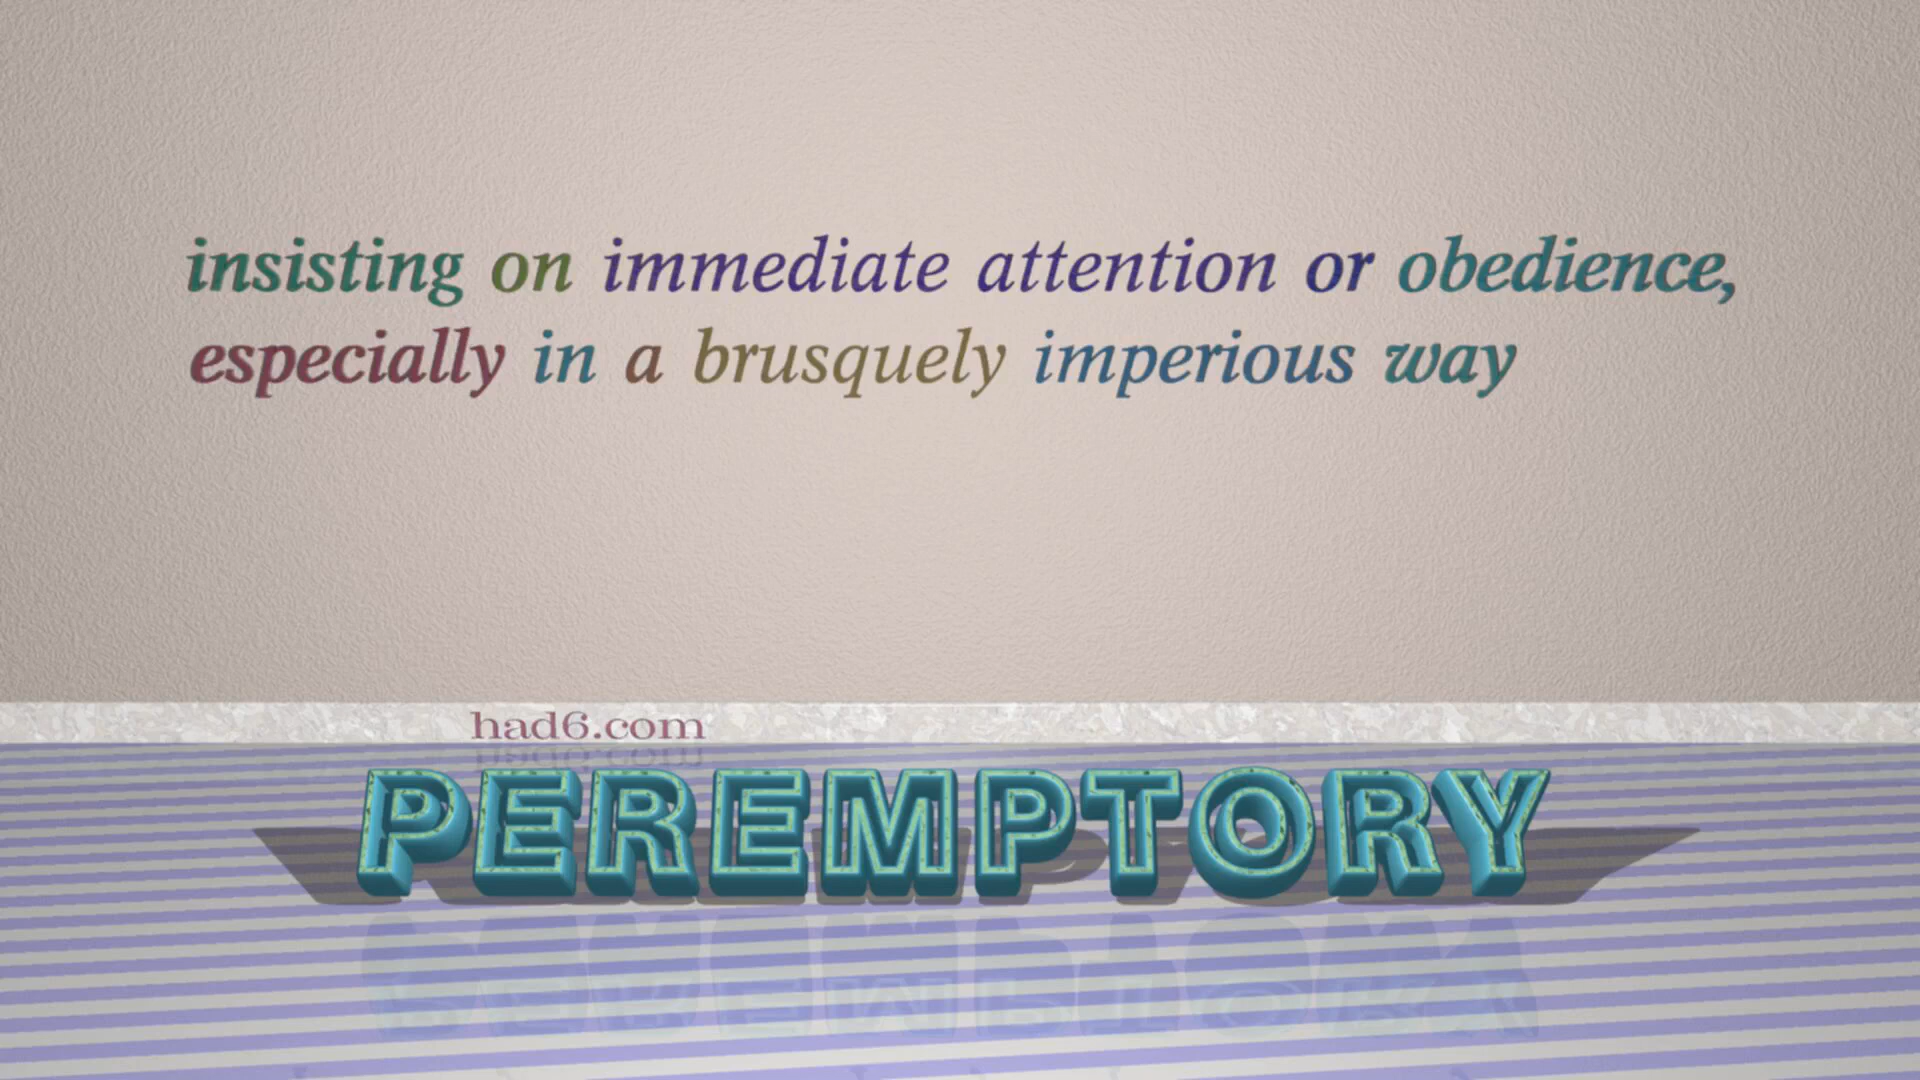 insisting on immediate attention or obedience,
especially in a brusquely imperious way
had6.com
PEREMPTORY